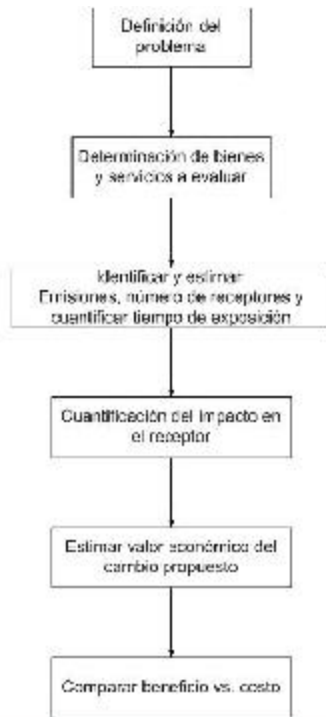 Definición del
problema
Determinación de bienes
y servicios a evaluar
Identificar y estimar
Emisiones, número de receptores y
cuantificar tiempo de exposición
Cuantificación del impacto en
el receptor
Estimar valor económico del
cambio propuesto
Comparar beneficio vs. costo